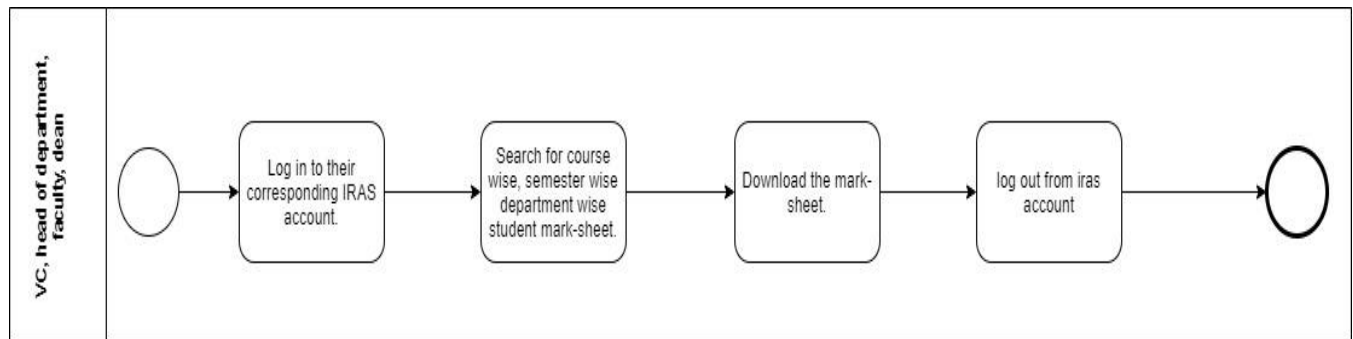 VC, head of department,
faculty, dean
Log in to their
corresponding IRAS
account.
Search for course
wise, semester wise
department wise
student mark-sheet.
Download the mark-
sheet.
log out from iras
account